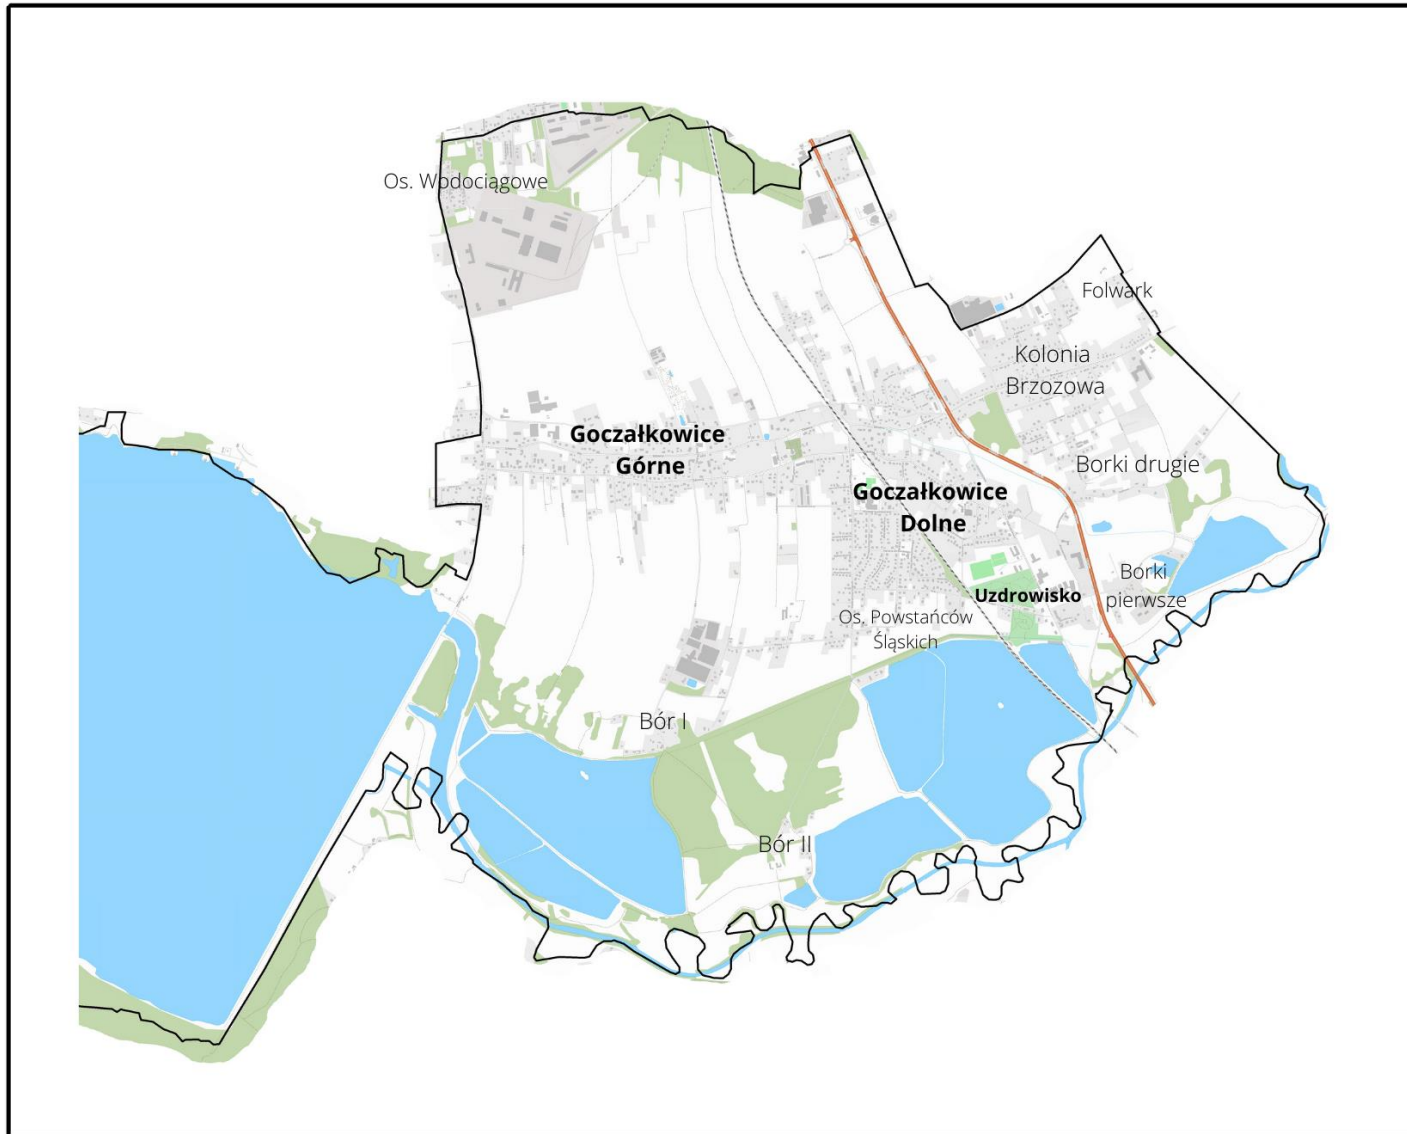 Os. Wodociągowe
Folwark
Kolonia
Brzozowa
Goczałkowice
Górne
Borki drugie
Goczałkowice
Dolne
Borki
pierwsze
Uzdrowisko
Os. Powstańców
Śląskich
Bór I
Bór II